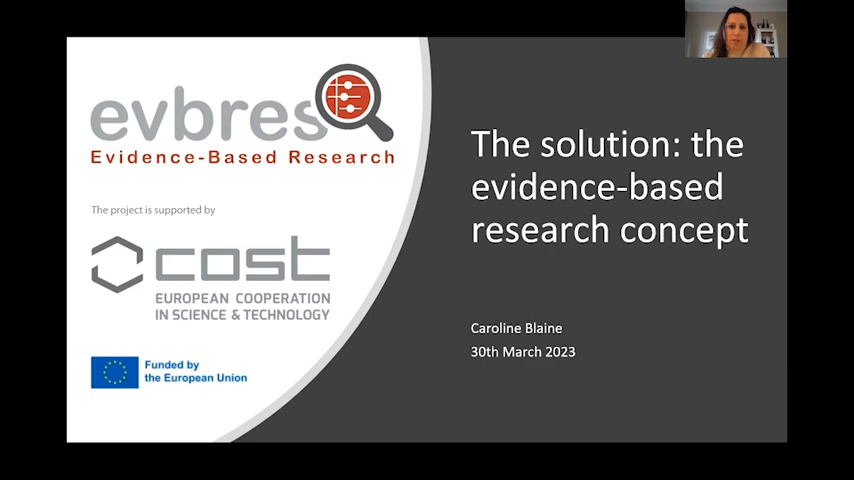 evbres
Evidence-Based Research
The project is supported by
cost
EUROPEAN COOPERATION
IN SCIENCE & TECHNOLOGY
Funded by
the European Union
The solution: the
evidence-based
research concept
Caroline Blaine
30th March 2023